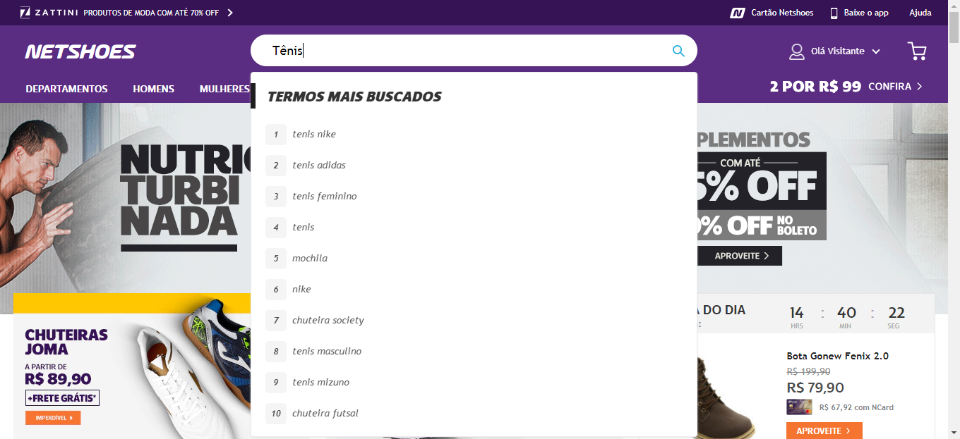 ZATTINI PRODUTOS DE MODA COM ATÉ 70% OFF
Cartão Netshoes
Baixe o app
Ajuda
NETSHOES
Tênis
Olá Visitante
DEPARTAMENTOS
HOMENS
MULHERES
2 POR R$ 99 CONFIRA
TERMOS MAIS BUSCADOS
1 tenis nike
2 tenis adidas
3 tenis feminino
4 tenis
5 mochila
6 nike
7 chuteira society
8 tenis masculino
9 tenis mizuno
10 chuteira futsal
NUTRI
TURBI
NADA
PLEMENTOS
COM ATÉ
5% OFF
0% OFF NO BOLETO
APROVEITE
CHUTEIRAS
JOMA
A PARTIR DE
R$ 89,90
+FRETE GRÁTIS*
IMPERDÍVEL
DO DIA
:
14 : 40 : 22
HRS MIN SEG
Bota Gonew Fenix 2.0
R$ 199,90
R$ 79,90
R$ 67,92 com NCard
APROVEITE